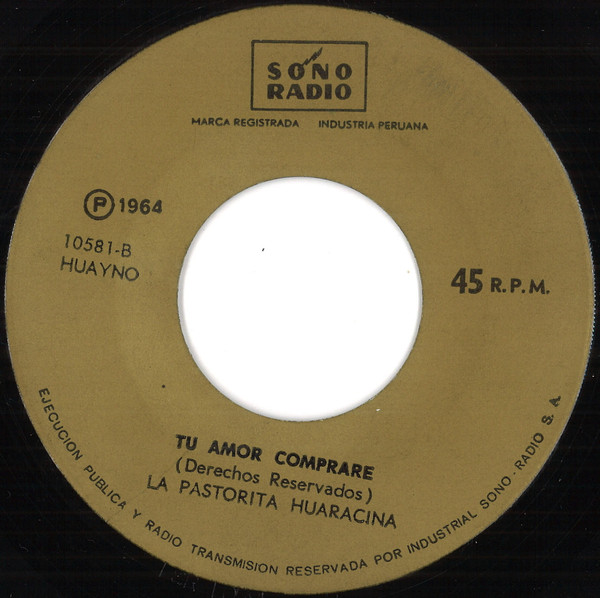 SONO
RADIO
MARCA REGISTRADA INDUSTRIA PERUANA
Ⓟ 1964
10581-B
HUAYNO
45 R.P.M.
TU AMOR COMPRARE
(Derechos Reservados)
LA PASTORITA HUARACINA
EJECUCION PUBLICA Y RADIO TRANSMISION RESERVADA POR INDUSTRIAL SONO-RADIO S. A.